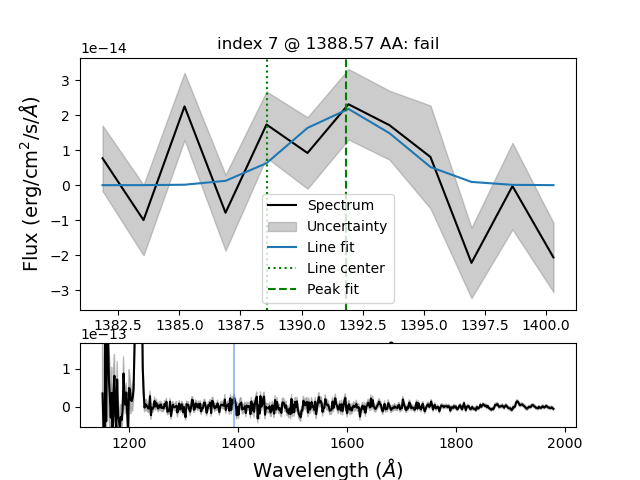 index 7 @ 1388.57 AA: fail
1e−14
3
2
1
0
−1
−2
−3
Flux (erg/cm²/s/Å)
Spectrum
Uncertainty
Line fit
Line center
Peak fit
1382.5 1385.0 1387.5 1390.0 1392.5 1395.0 1397.5 1400.0
1e−13
1
0
1200 1400 1600 1800 2000
Wavelength (Å)